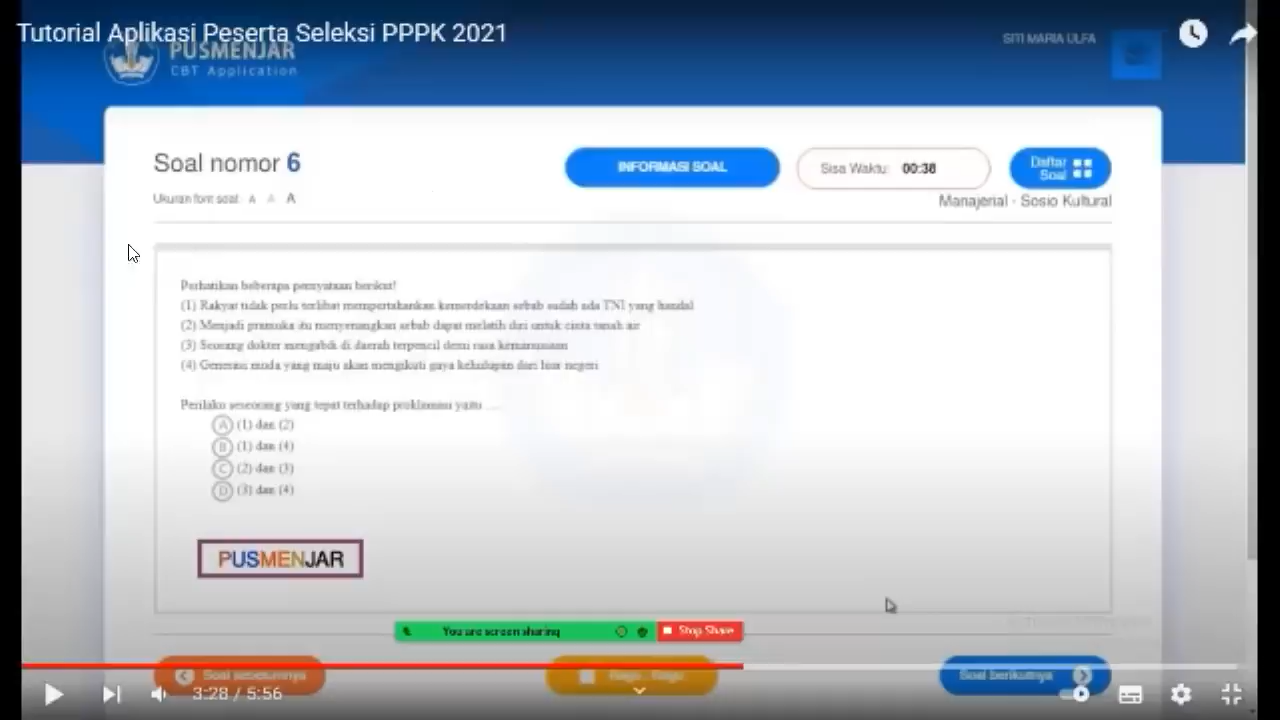 Tutorial Aplikasi Peserta Seleksi PPPK 2021
PUSMENJAR
CBT Application
SITI MARIA ULFA
Soal nomor 6
INFORMASI SOAL
Sisa Waktu: 00:38
Daftar
Soal
Ukuran font soal: A A A
Manajerial - Sosio Kultural
Perhatikan beberapa pernyataan berikut!
(1) Rakyat tidak perlu terlibat mempertahankan kemerdekaan sebab sudah ada TNI yang handal
(2) Menjadi pramuka itu menyenangkan sebab dapat melatih diri untuk cinta tanah air
(3) Seorang dokter mengabdi di daerah terpencil demi rasa kemanusiaan
(4) Generasi muda yang maju akan mengikuti gaya kehidupan dari luar negeri
Perilaku seseorang yang tepat terhadap proklamasi yaitu ....
A (1) dan (2)
B (1) dan (4)
C (2) dan (3)
D (3) dan (4)
PUSMENJAR
You are screen sharing
Stop Share
Soal sebelumnya
Ragu - Ragu
Soal berikutnya
3:28 / 5:56